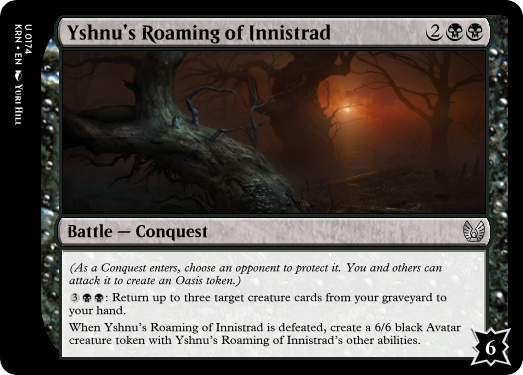 Yshnu's Roaming of Innistrad 2
Battle — Conquest
(As a Conquest enters, choose an opponent to protect it. You and others can
attack it to create an Oasis token.)
3: Return up to three target creature cards from your graveyard to
your hand.
When Yshnu's Roaming of Innistrad is defeated, create a 6/6 black Avatar
creature token with Yshnu's Roaming of Innistrad's other abilities.
6
U 0174
KRN • EN Yuri Hill